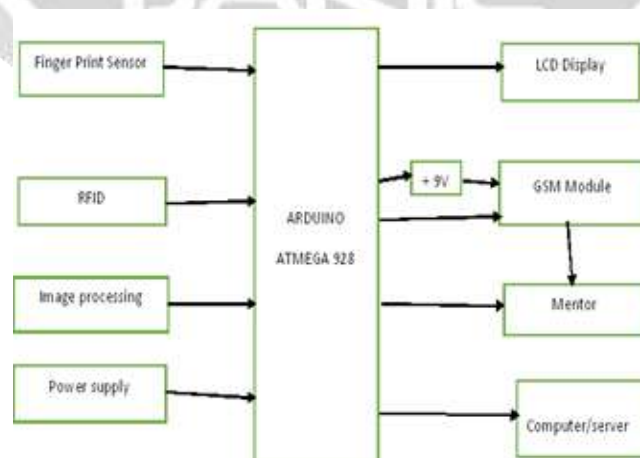 Finger Print Sensor
RFID
Image processing
Power supply
ARDUINO
ATMEGA 928
+ 9V
LCD Display
GSM Module
Mentor
Computer/server